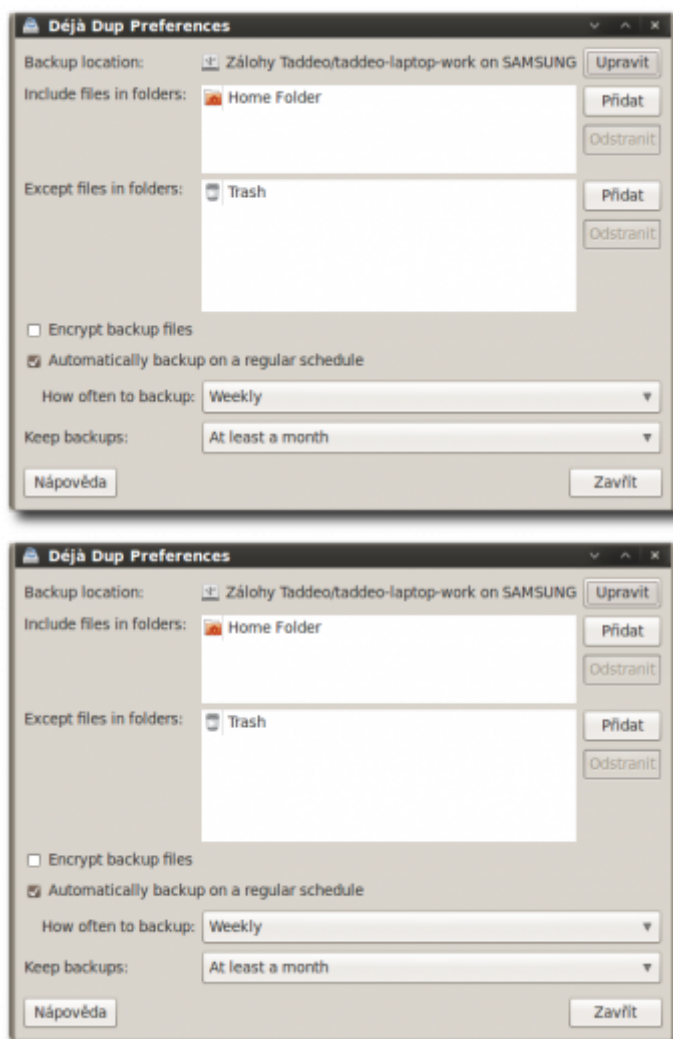 Déjà Dup Preferences
Backup location: Zálohy Taddeo/taddeo-laptop-work on SAMSUNG Upravit
Include files in folders: Home Folder Přidat
Odstranit
Except files in folders: Trash Přidat
Odstranit
Encrypt backup files
Automatically backup on a regular schedule
How often to backup: Weekly
Keep backups: At least a month
Nápověda Zavřít
Déjà Dup Preferences
Backup location: Zálohy Taddeo/taddeo-laptop-work on SAMSUNG Upravit
Include files in folders: Home Folder Přidat
Odstranit
Except files in folders: Trash Přidat
Odstranit
Encrypt backup files
Automatically backup on a regular schedule
How often to backup: Weekly
Keep backups: At least a month
Nápověda Zavřít